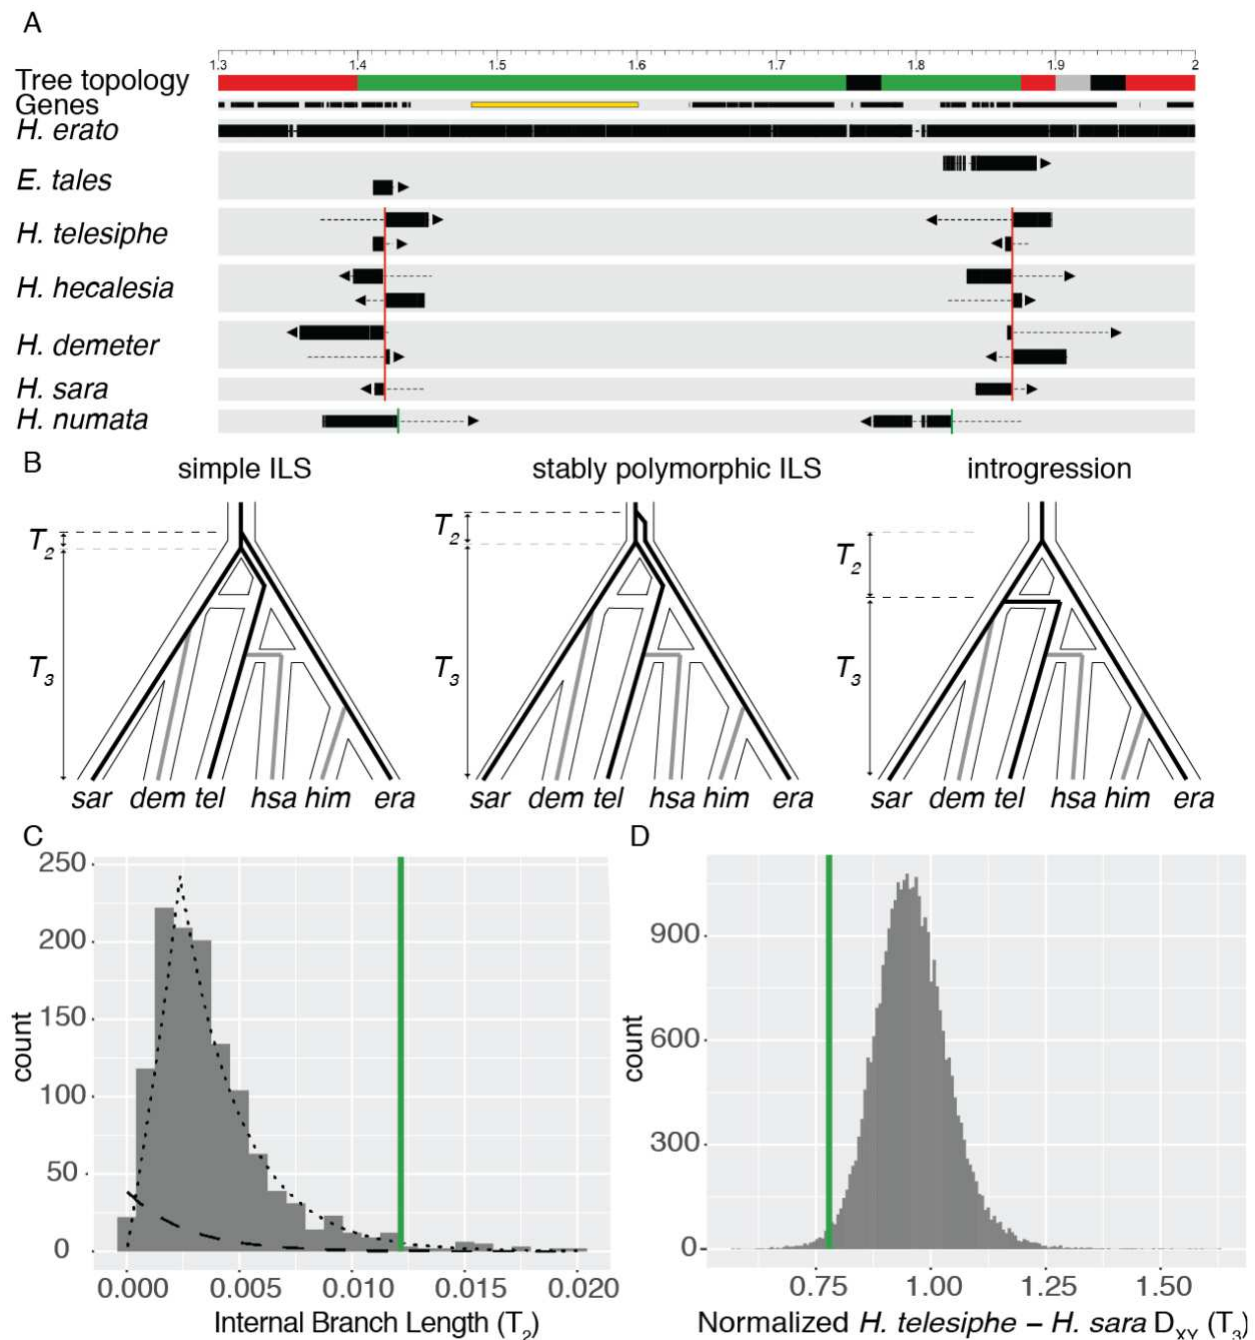 A
1.3 1.4 1.5 1.6 1.7 1.8 1.9 2
Tree topology
Genes
H. erato
E. tales
H. telesiphe
H. hecalesia
H. demeter
H. sara
H. numata
B
simple ILS stably polymorphic ILS introgression
T2 T2 T2
T3 T3 T3
sar dem tel hsa him era sar dem tel hsa him era sar dem tel hsa him era
C D
250
200
150
100
50
0
count
0.000 0.005 0.010 0.015 0.020
Internal Branch Length (T2)
900
600
300
0
count
0.75 1.00 1.25 1.50
Normalized H. telesiphe – H. sara DXY (T3)